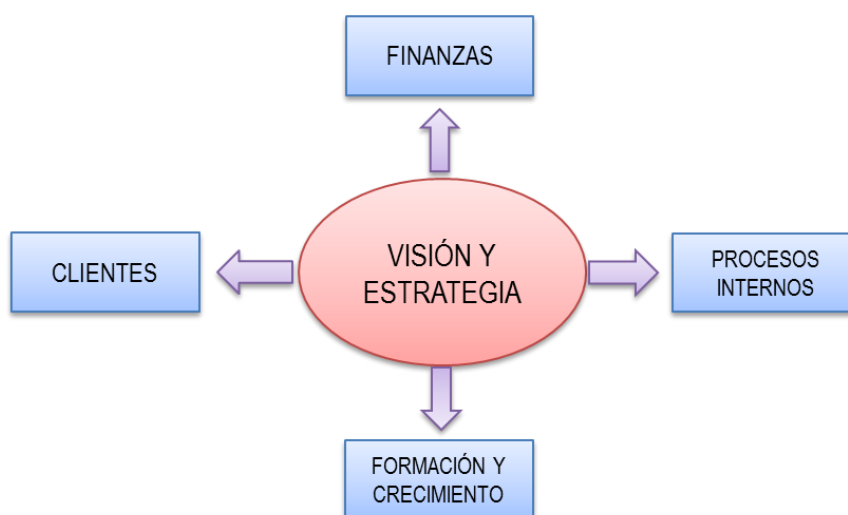 FINANZAS
CLIENTES
VISIÓN Y
ESTRATEGIA
PROCESOS
INTERNOS
FORMACIÓN Y
CRECIMIENTO